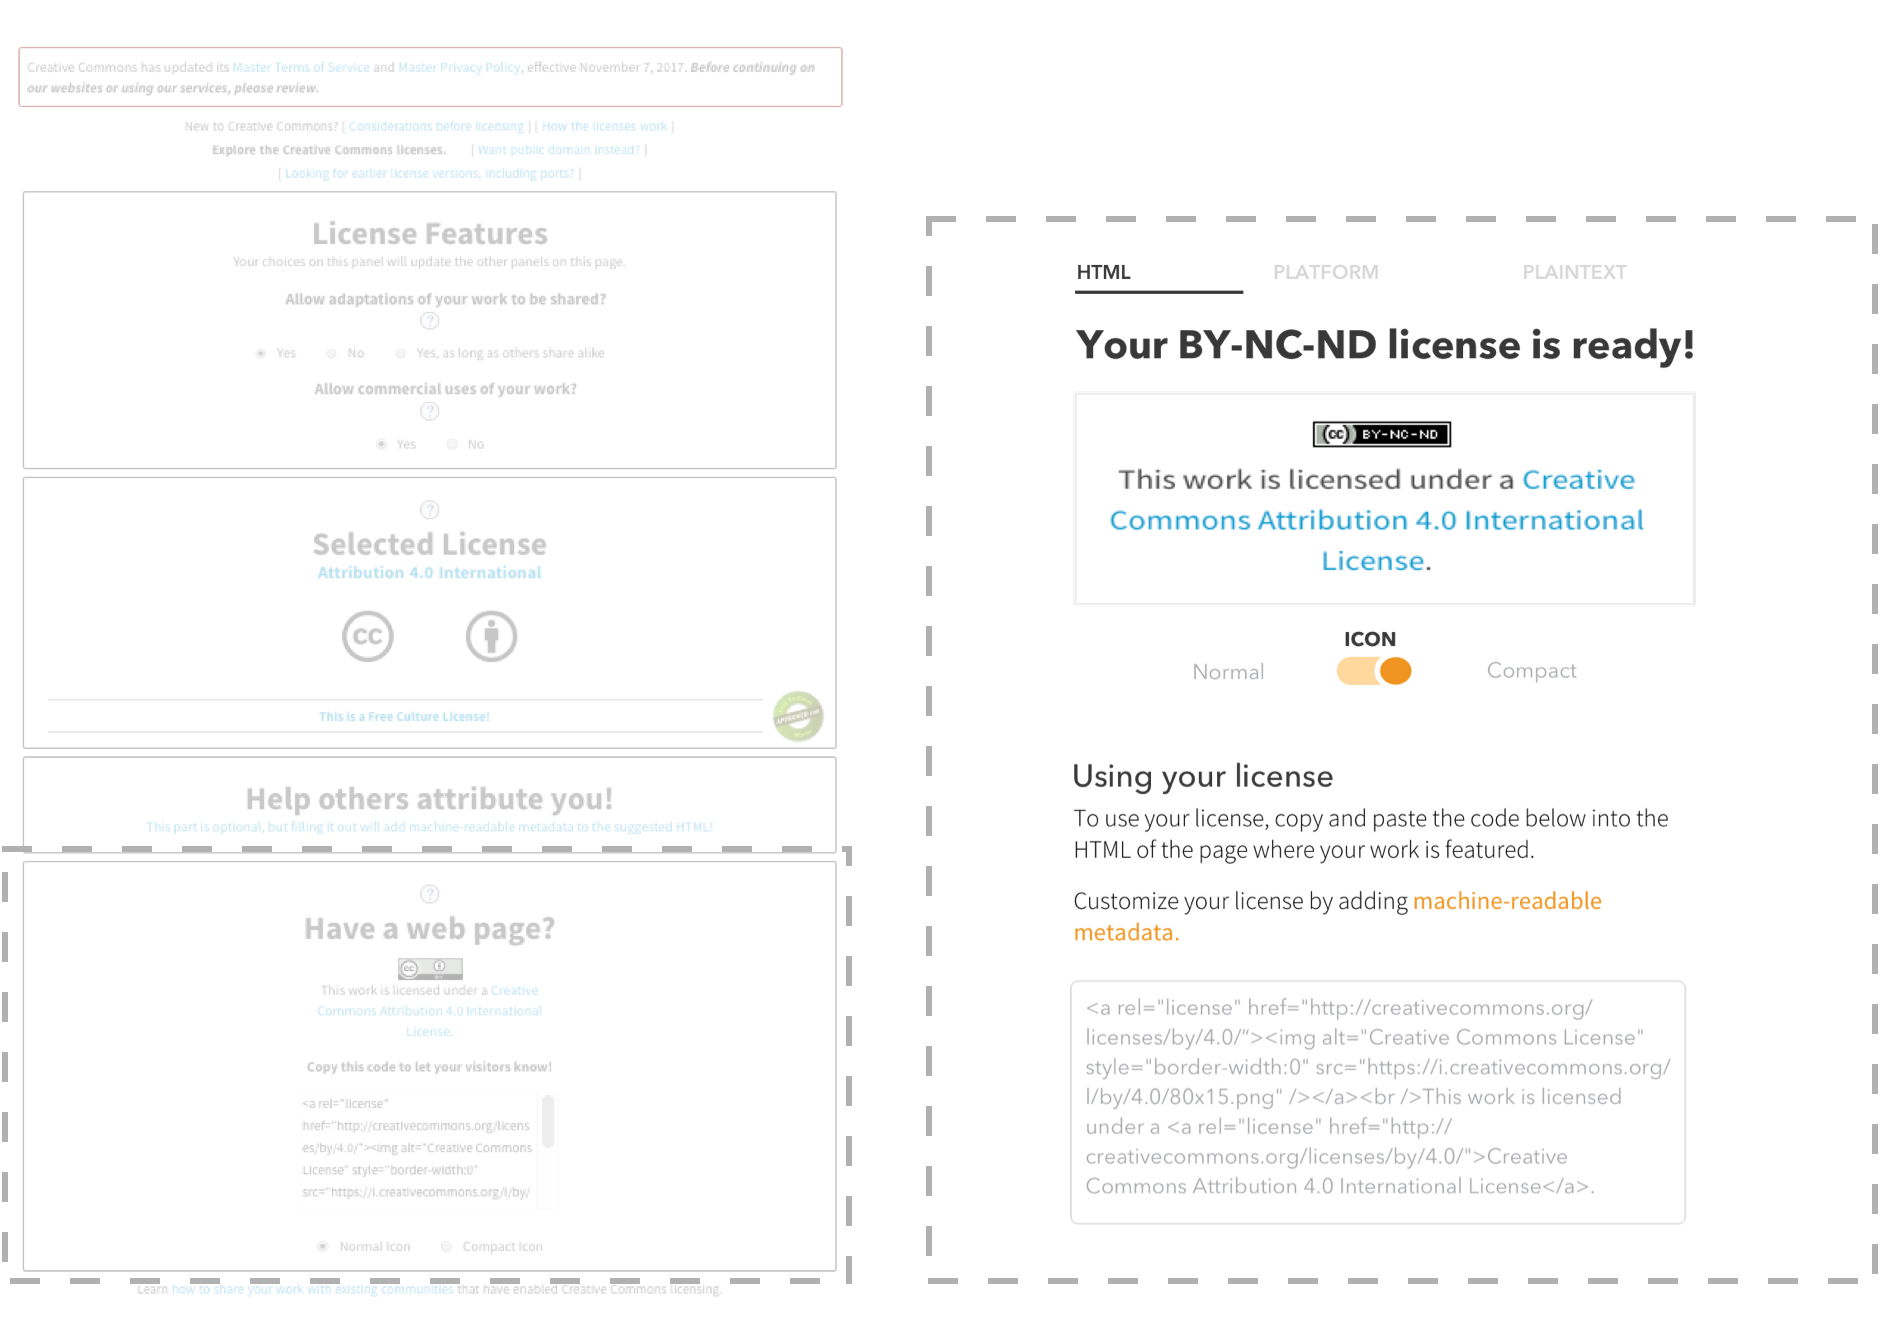 Creative Commons has updated its Master Terms of Service and Master Privacy Policy, effective November 7, 2017. Before continuing on
our websites or using our services, please review.
New to Creative Commons? [ Considerations before licensing ] [ How the licenses work ]
Explore the Creative Commons licenses. [ Want public domain instead? ]
[ Looking for earlier license versions, including ports? ]
License Features
Your choices on this panel will update the other panels on this page.
Allow adaptations of your work to be shared?
?
Yes No Yes, as long as others share alike
Allow commercial uses of your work?
?
Yes No
?
Selected License
Attribution 4.0 International
cc
This is a Free Culture License!
APPROVED FOR
Help others attribute you!
This part is optional, but filling it out will add machine-readable metadata to the suggested HTML!
?
Have a web page?
cc
BY
This work is licensed under a Creative
Commons Attribution 4.0 International
License.
Copy this code to let your visitors know!
<a rel="license"
href="http://creativecommons.org/licens
es/by/4.0/"><img alt="Creative Commons
License" style="border-width:0"
src="https://i.creativecommons.org/l/by/
Normal Icon Compact Icon
Learn how to share your work with existing communities that have enabled Creative Commons licensing.
HTML PLATFORM PLAINTEXT
Your BY-NC-ND license is ready!
(cc) BY-NC-ND
This work is licensed under a Creative
Commons Attribution 4.0 International
License.
ICON
Normal Compact
Using your license
To use your license, copy and paste the code below into the
HTML of the page where your work is featured.
Customize your license by adding machine-readable
metadata.
<a rel="license" href="http://creativecommons.org/
licenses/by/4.0/“><img alt="Creative Commons License"
style="border-width:0" src="https://i.creativecommons.org/
l/by/4.0/80x15.png" /></a><br />This work is licensed
under a <a rel="license" href="http://
creativecommons.org/licenses/by/4.0/">Creative
Commons Attribution 4.0 International License</a>.